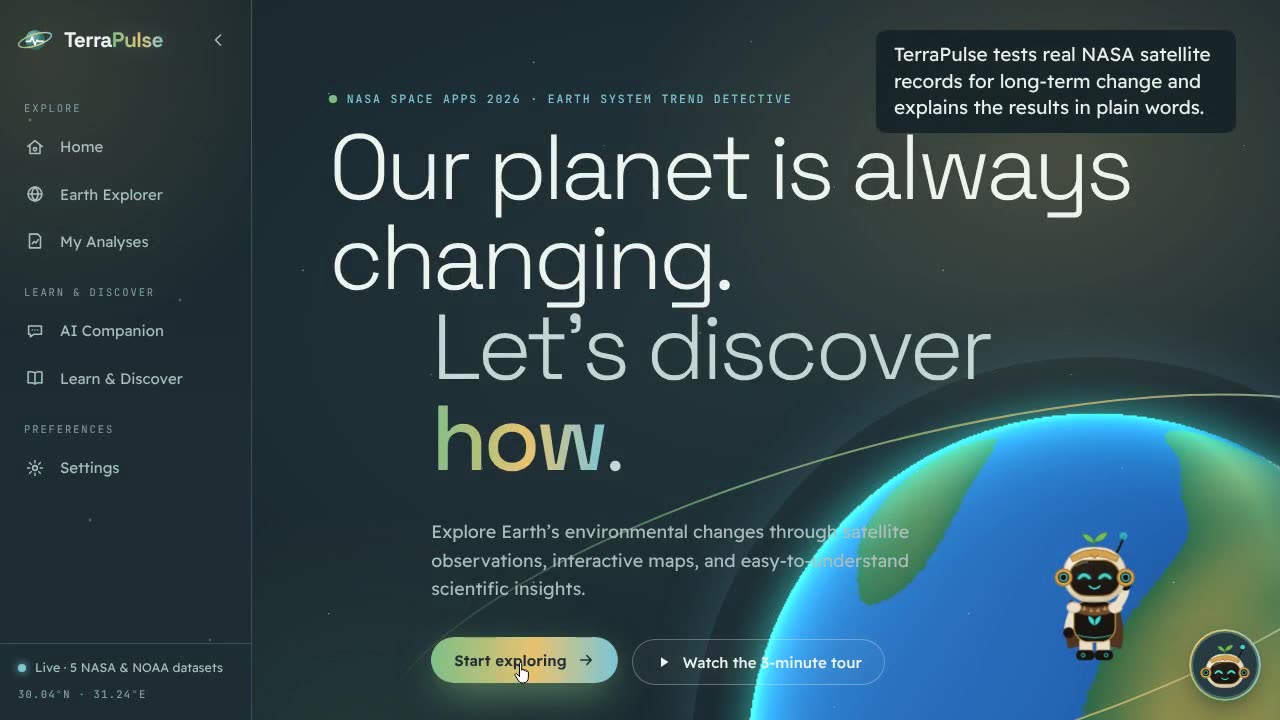 TerraPulse
EXPLORE
Home
Earth Explorer
My Analyses
LEARN & DISCOVER
AI Companion
Learn & Discover
PREFERENCES
Settings
Live · 5 NASA & NOAA datasets
30.04°N · 31.24°E
TerraPulse tests real NASA satellite
records for long-term change and
explains the results in plain words.
NASA SPACE APPS 2026 · EARTH SYSTEM TREND DETECTIVE
Our planet is always
changing.
Let’s discover
how.
Explore Earth’s environmental changes through satellite
observations, interactive maps, and easy-to-understand
scientific insights.
Start exploring →
Watch the 3-minute tour